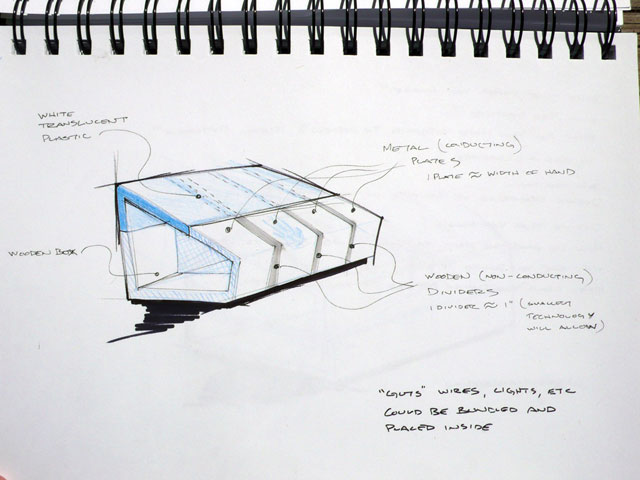 WHITE
TRANSLUCENT
PLASTIC
METAL (CONDUCTING)
PLATES
1 PLATE ≈ WIDTH OF HAND
WOODEN BOX
WOODEN (NON-CONDUCTING)
DIVIDERS
1 DIVIDER ≈ 1" (SMALLEST
TECHNOLOGY
WILL ALLOW)
"GUTS" WIRES, LIGHTS, ETC
COULD BE BUNDLED AND
PLACED INSIDE